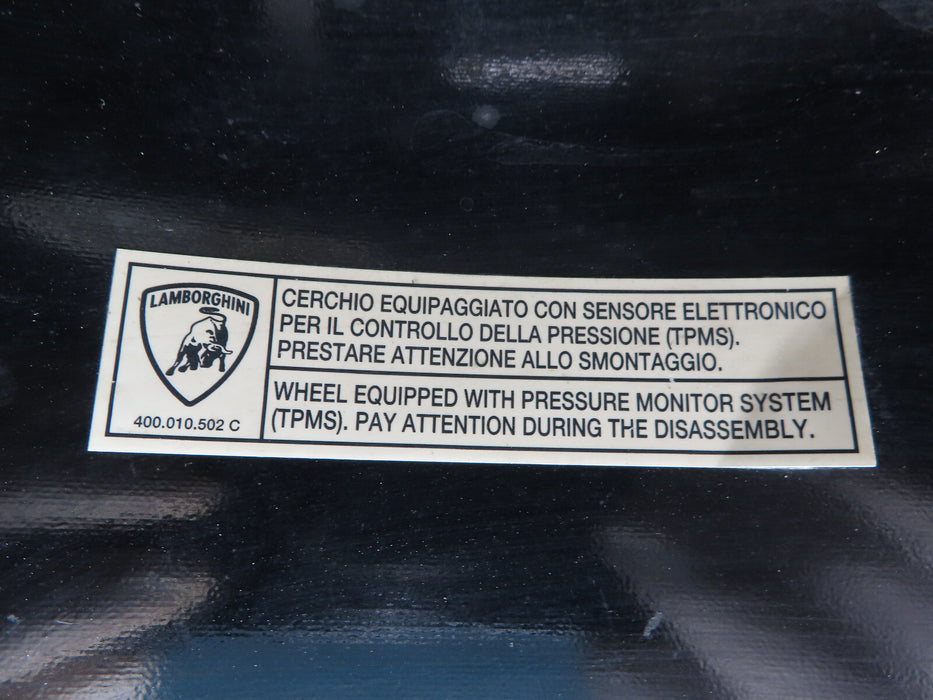 LAMBORGHINI
400.010.502 C
CERCHIO EQUIPAGGIATO CON SENSORE ELETTRONICO
PER IL CONTROLLO DELLA PRESSIONE (TPMS).
PRESTARE ATTENZIONE ALLO SMONTAGGIO.
WHEEL EQUIPPED WITH PRESSURE MONITOR SYSTEM
(TPMS). PAY ATTENTION DURING THE DISASSEMBLY.